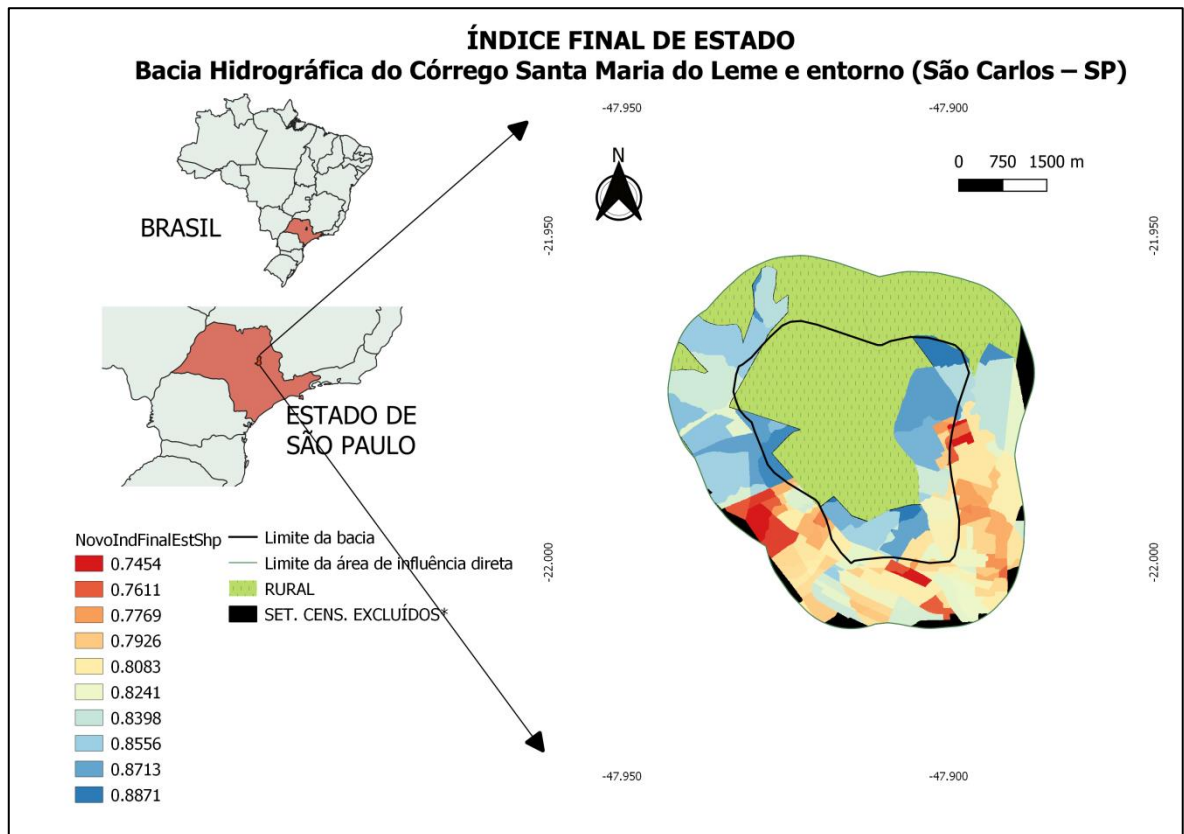 ÍNDICE FINAL DE ESTADO
Bacia Hidrográfica do Córrego Santa Maria do Leme e entorno (São Carlos – SP)
-47.950
-47.900
N
0 750 1500 m
BRASIL
-21.950
-21.950
ESTADO DE
SÃO PAULO
NovoIndFinalEstShp
0.7454
0.7611
0.7769
0.7926
0.8083
0.8241
0.8398
0.8556
0.8713
0.8871
Limite da bacia
Limite da área de influência direta
RURAL
SET. CENS. EXCLUÍDOS*
-22.000
-22.000
-47.950
-47.900